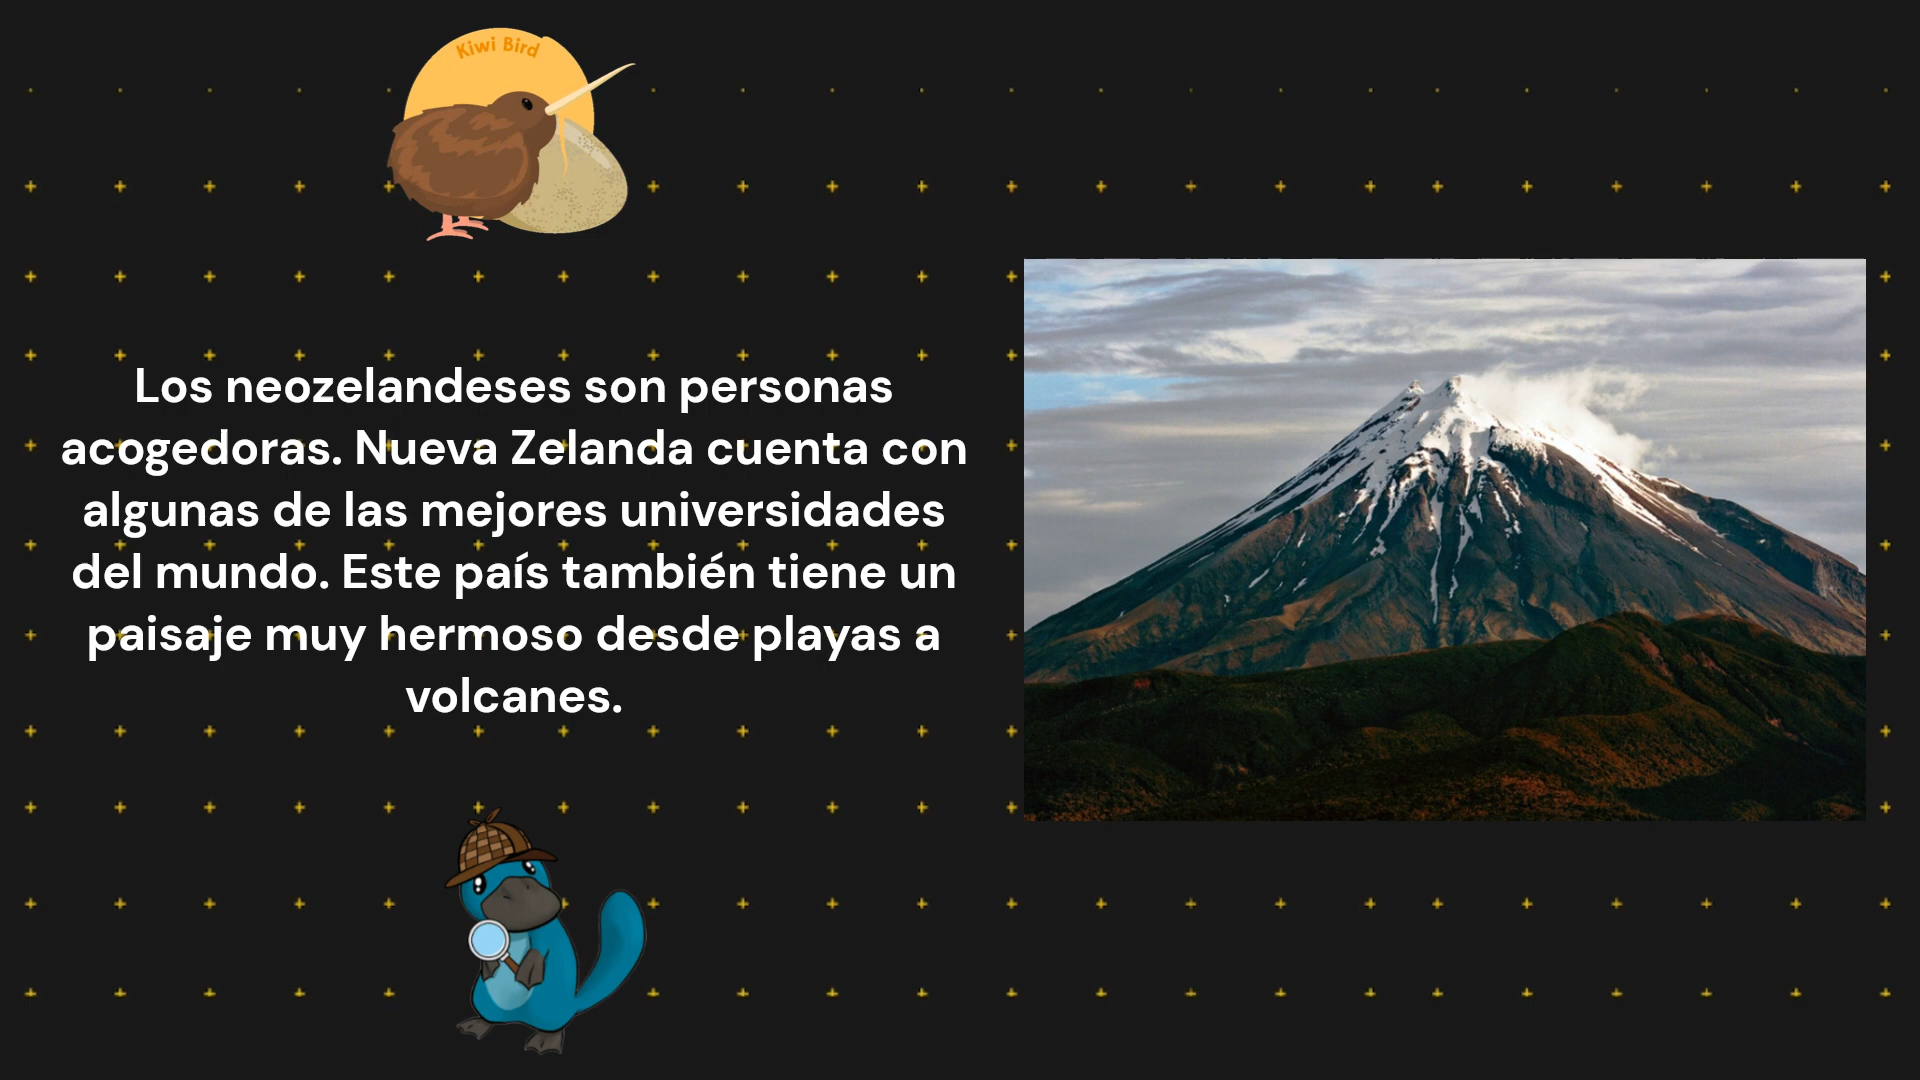 Kiwi Bird
Los neozelandeses son personas
acogedoras. Nueva Zelanda cuenta con
algunas de las mejores universidades
del mundo. Este país también tiene un
paisaje muy hermoso desde playas a
volcanes.